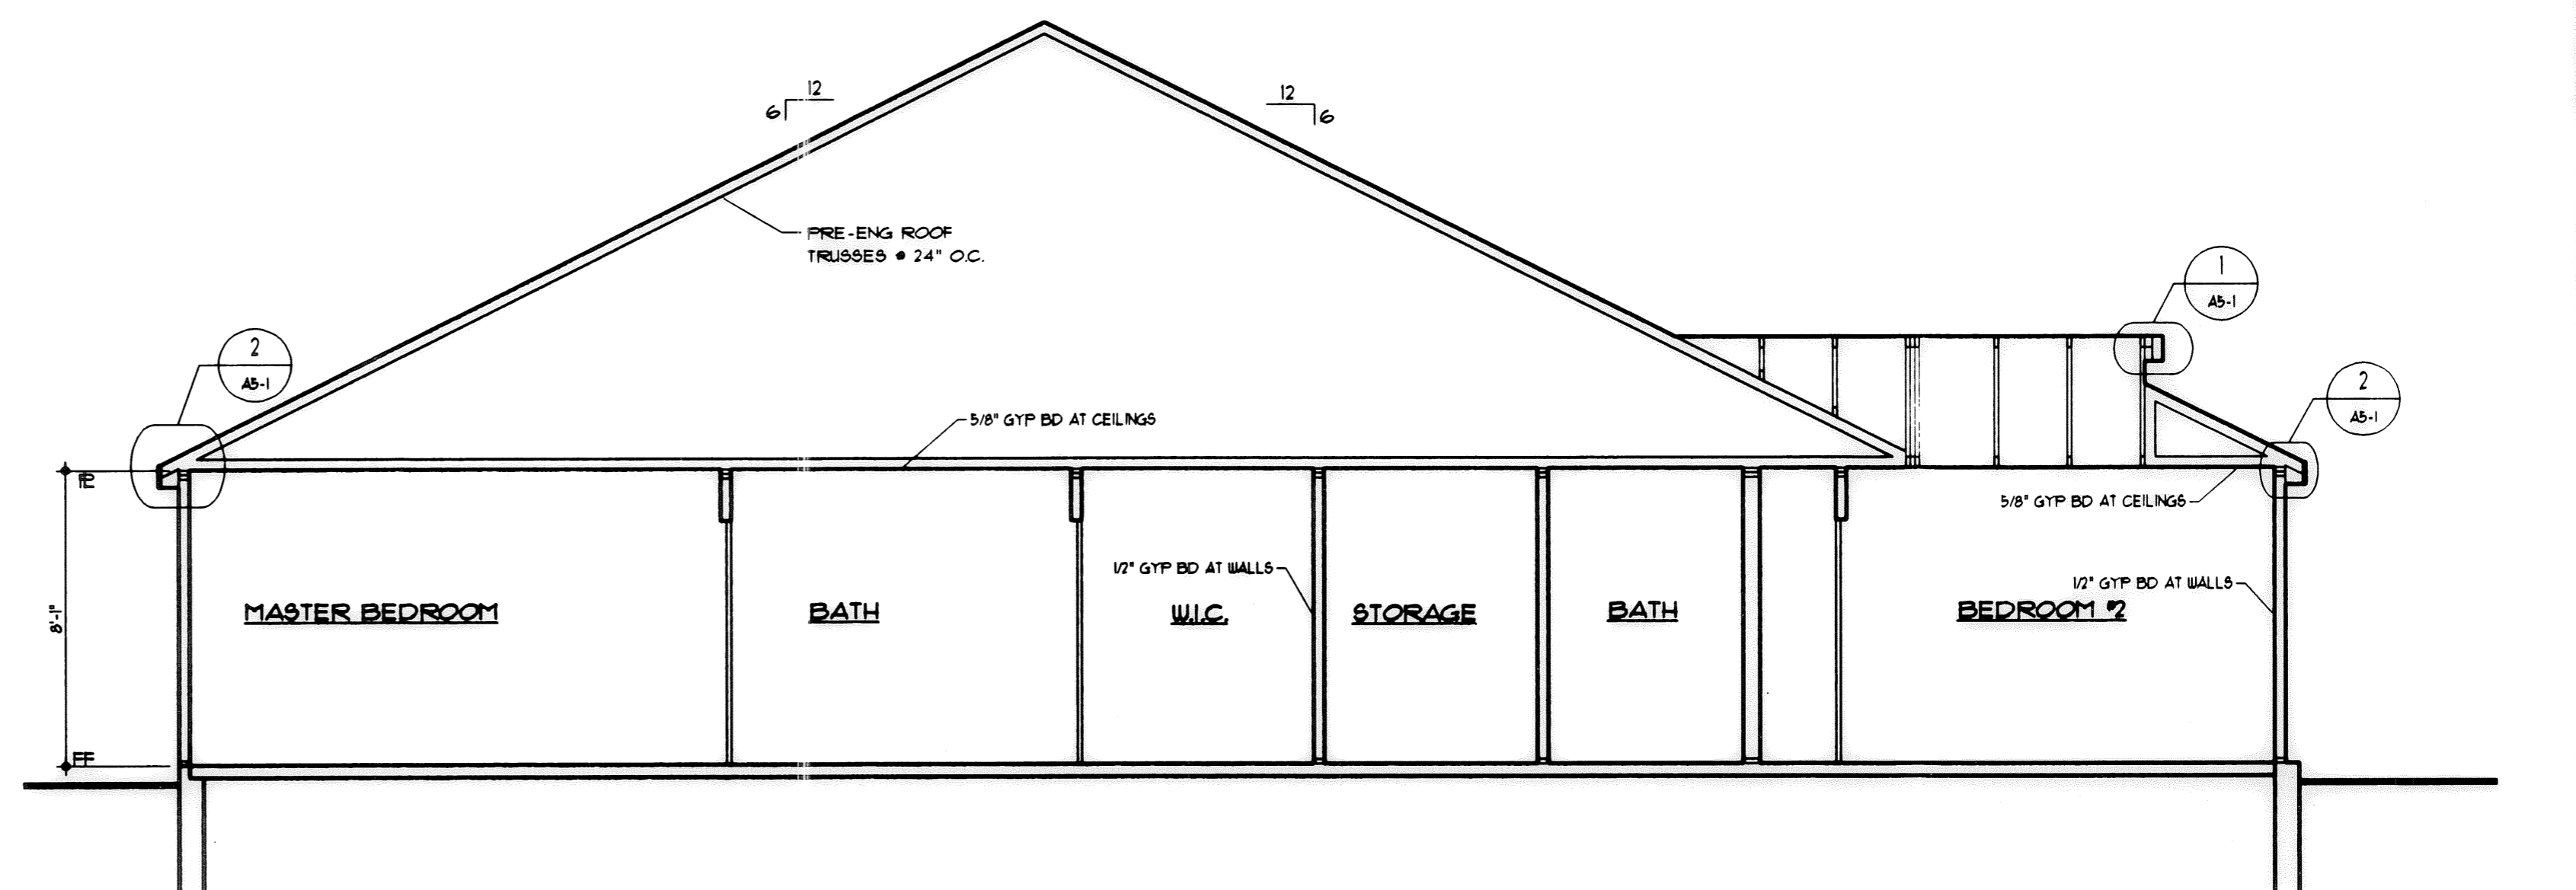 12
6
12
6
PRE-ENG ROOF
TRUSSES @ 24" O.C.
1
A5-1
2
A5-1
2
A5-1
5/8" GYP BD AT CEILINGS
PL
5/8" GYP BD AT CEILINGS
1/2" GYP BD AT WALLS
1/2" GYP BD AT WALLS
8'-1"
MASTER BEDROOM
BATH
W.I.C.
STORAGE
BATH
BEDROOM #2
FF